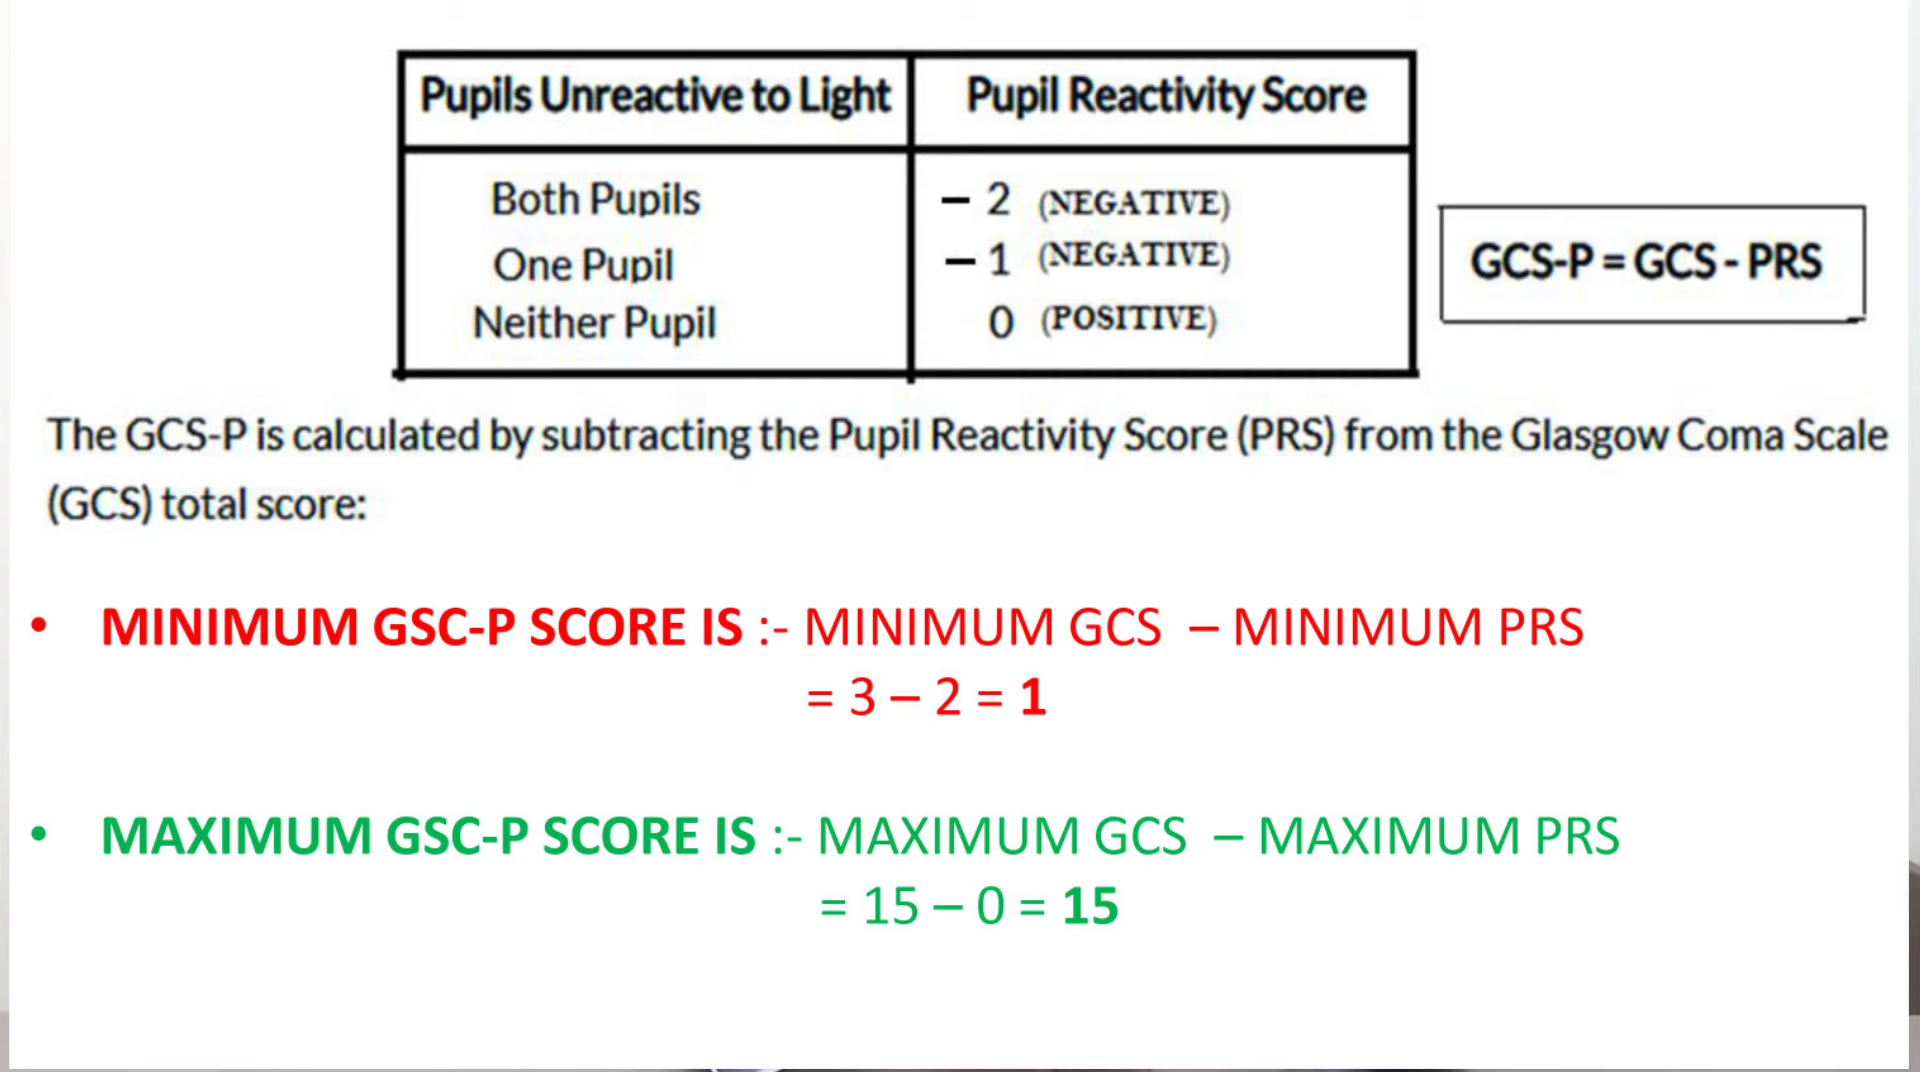 Pupils Unreactive to Light Pupil Reactivity Score
Both Pupils – 2 (NEGATIVE)
One Pupil – 1 (NEGATIVE)
Neither Pupil 0 (POSITIVE)
GCS-P = GCS - PRS
The GCS-P is calculated by subtracting the Pupil Reactivity Score (PRS) from the Glasgow Coma Scale
(GCS) total score:
• MINIMUM GSC-P SCORE IS :- MINIMUM GCS – MINIMUM PRS
= 3 – 2 = 1
• MAXIMUM GSC-P SCORE IS :- MAXIMUM GCS – MAXIMUM PRS
= 15 – 0 = 15